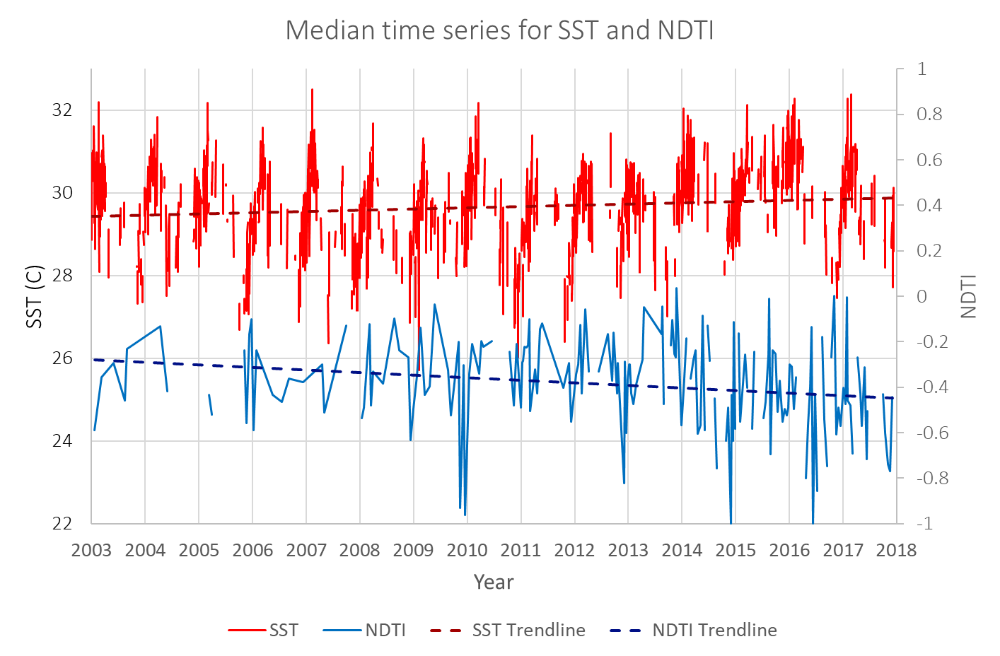 Median time series for SST and NDTI
32
30
28
26
24
22
SST (C)
1
0.8
0.6
0.4
0.2
0
-0.2
-0.4
-0.6
-0.8
-1
NDTI
2003 2004 2005 2006 2007 2008 2009 2010 2011 2012 2013 2014 2015 2016 2017 2018
Year
SST NDTI SST Trendline NDTI Trendline